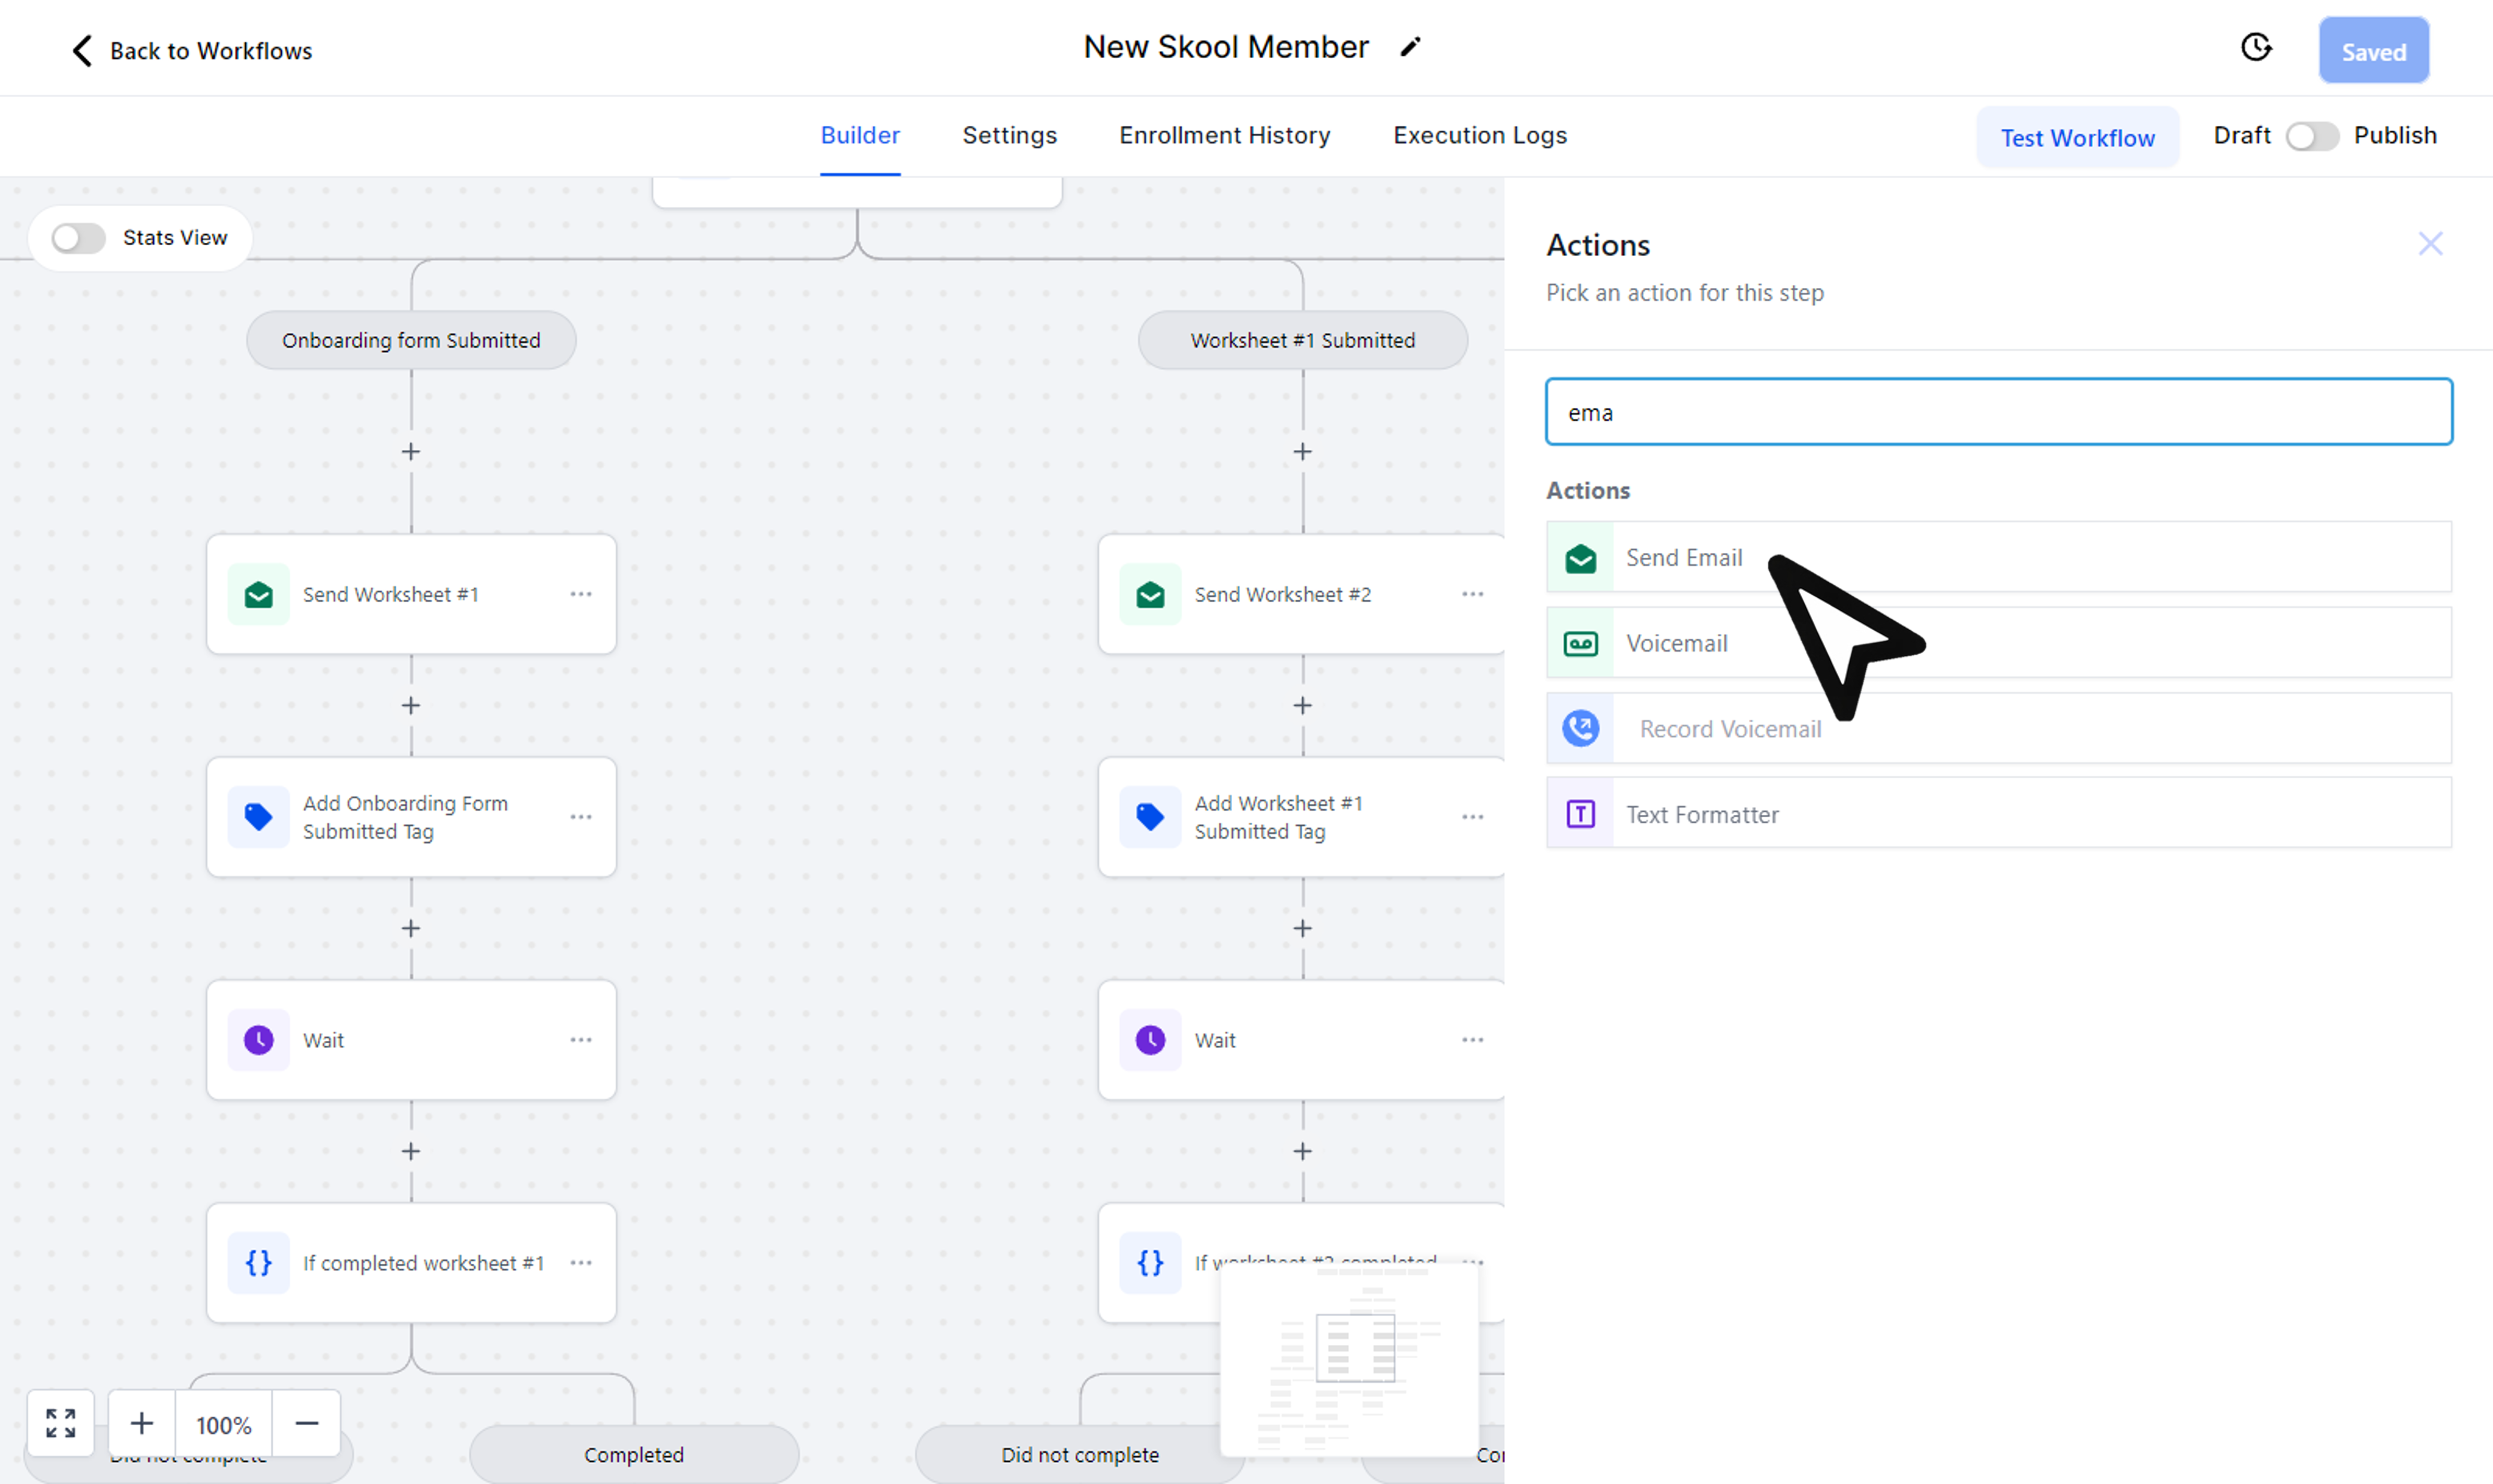 Back to Workflows
New Skool Member
Saved
Builder
Settings
Enrollment History
Execution Logs
Test Workflow
Draft
Publish
Stats View
Onboarding form Submitted
Worksheet #1 Submitted
Send Worksheet #1
Send Worksheet #2
Add Onboarding Form
Submitted Tag
Add Worksheet #1
Submitted Tag
Wait
Wait
If completed worksheet #1
If worksheet #2 completed
100%
Did not complete
Completed
Did not complete
Actions
Pick an action for this step
ema
Actions
Send Email
Voicemail
Record Voicemail
Text Formatter